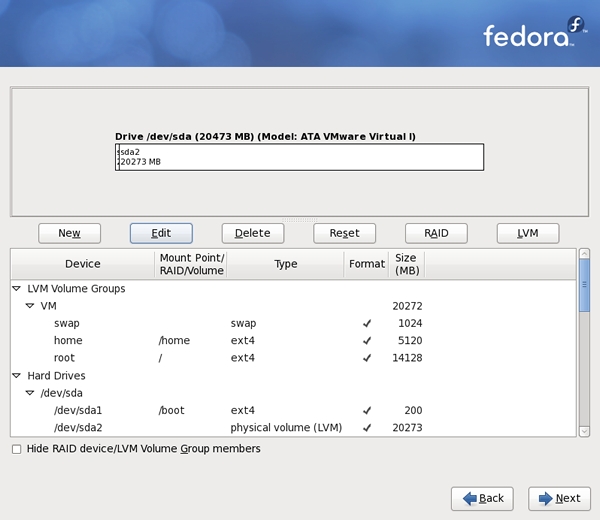 fedora
Drive /dev/sda (20473 MB) (Model: ATA VMware Virtual I)
sda2
20273 MB
New Edit Delete Reset RAID LVM
Device Mount Point/ RAID/Volume Type Format Size (MB)
LVM Volume Groups
VM 20272
swap swap 1024
home /home ext4 5120
root / ext4 14128
Hard Drives
/dev/sda
/dev/sda1 /boot ext4 200
/dev/sda2 physical volume (LVM) 20273
Hide RAID device/LVM Volume Group members
Back Next